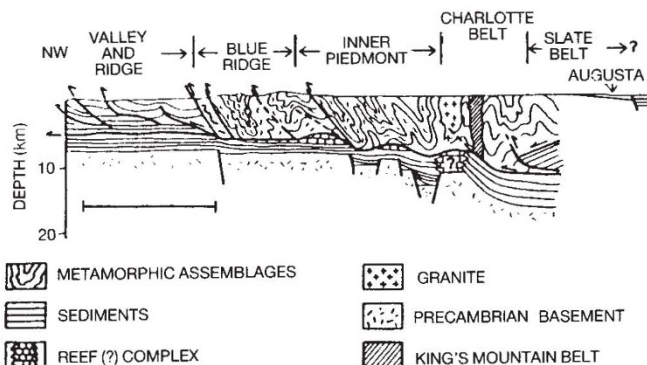 NW
VALLEY
AND
RIDGE
BLUE
RIDGE
INNER
PIEDMONT
CHARLOTTE
BELT
SLATE ?
BELT
AUGUSTA
DEPTH (km)
10
20
???
METAMORPHIC ASSEMBLAGES
SEDIMENTS
REEF (?) COMPLEX
GRANITE
PRECAMBRIAN BASEMENT
KING'S MOUNTAIN BELT